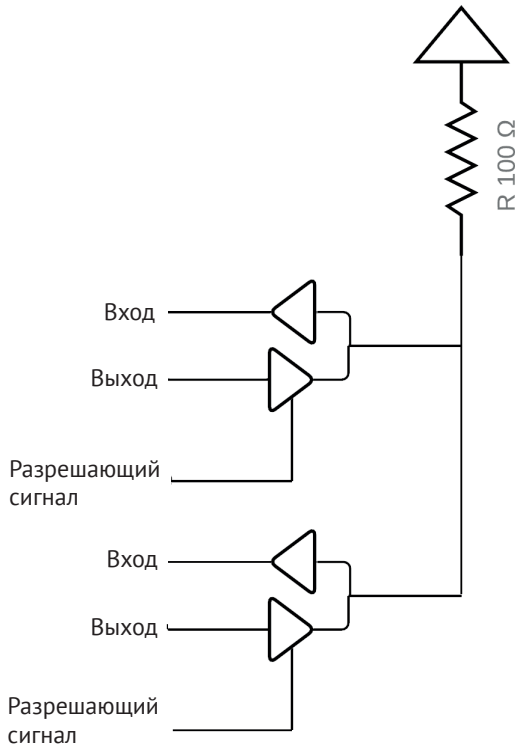 R 100 Ω
Вход
Выход
Разрешающий
сигнал
Вход
Выход
Разрешающий
сигнал